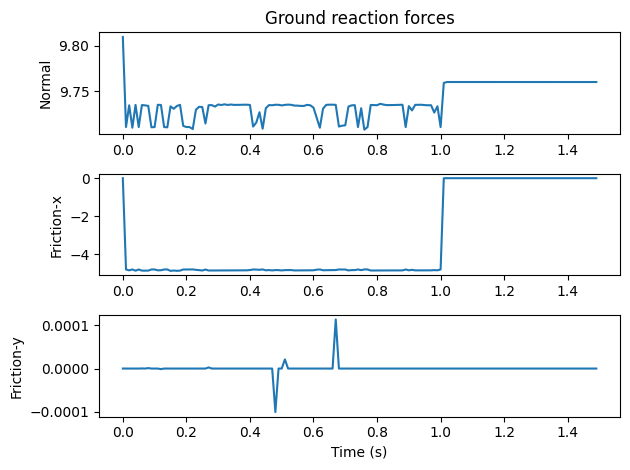 Ground reaction forces
Normal
9.80
9.75
0.0 0.2 0.4 0.6 0.8 1.0 1.2 1.4
Friction-x
0
−2
−4
0.0 0.2 0.4 0.6 0.8 1.0 1.2 1.4
Friction-y
0.0001
0.0000
−0.0001
0.0 0.2 0.4 0.6 0.8 1.0 1.2 1.4
Time (s)